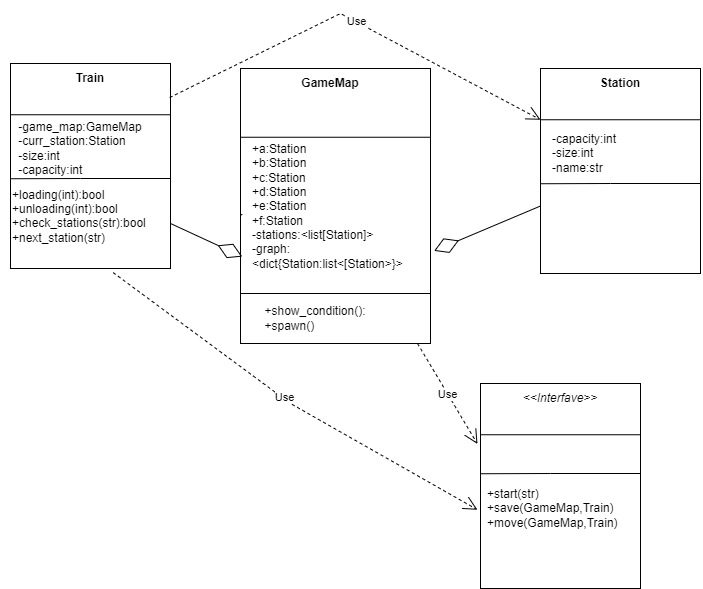 Use
Train
-game_map:GameMap
-curr_station:Station
-size:int
-capacity:int
+loading(int):bool
+unloading(int):bool
+check_stations(str):bool
+next_station(str)
GameMap
+a:Station
+b:Station
+c:Station
+d:Station
+e:Station
+f:Station
-stations:<list[Station]>
-graph:
<dict{Station:list<[Station>}>
+show_condition():
+spawn()
Station
-capacity:int
-size:int
-name:str
Use
Use
<<Interfave>>
+start(str)
+save(GameMap,Train)
+move(GameMap,Train)